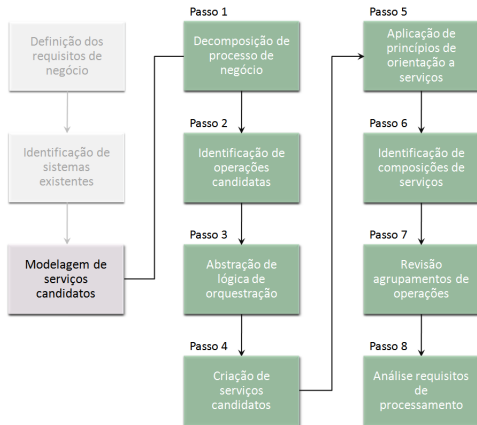 Definição dos
requisitos de
negócio
Identificação de
sistemas
existentes
Modelagem de
serviços
candidatos
Passo 1
Decomposição de
processo de
negócio
Passo 2
Identificação de
operações
candidatas
Passo 3
Abstração de
lógica de
orquestração
Passo 4
Criação de
serviços
candidatos
Passo 5
Aplicação de
princípios de
orientação a
serviços
Passo 6
Identificação de
composições de
serviços
Passo 7
Revisão
agrupamentos de
operações
Passo 8
Análise requisitos
de
processamento